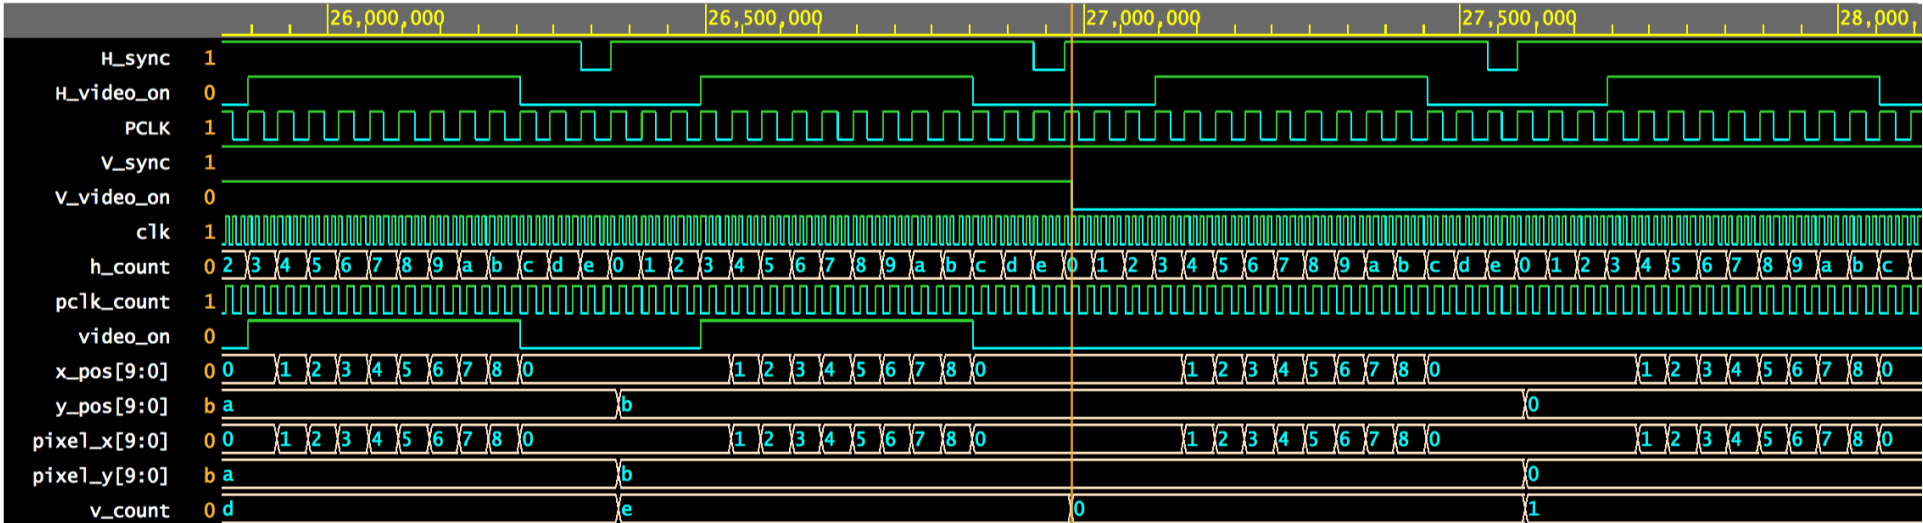 26,000,000 26,500,000 27,000,000 27,500,000 28,000,
H_sync 1
H_video_on 0
PCLK 1
V_sync 1
V_video_on 0
clk 1
h_count 0 2 3 4 5 6 7 8 9 a b c d e 0 1 2 3 4 5 6 7 8 9 a b c d e 0 1 2 3 4 5 6 7 8 9 a b c d e 0 1 2 3 4 5 6 7 8 9 a b c
pclk_count 1
video_on 0
x_pos[9:0] 0 0 1 2 3 4 5 6 7 8 0 1 2 3 4 5 6 7 8 0 1 2 3 4 5 6 7 8 0 1 2 3 4 5 6 7 8 0
y_pos[9:0] b a b 0
pixel_x[9:0] 0 0 1 2 3 4 5 6 7 8 0 1 2 3 4 5 6 7 8 0 1 2 3 4 5 6 7 8 0 1 2 3 4 5 6 7 8 0
pixel_y[9:0] b a b 0
v_count 0 d e 0 1